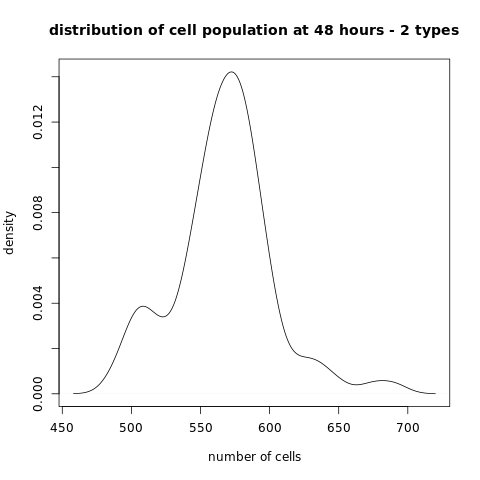 distribution of cell population at 48 hours - 2 types
density
0.012
0.008
0.004
0.000
450 500 550 600 650 700
number of cells